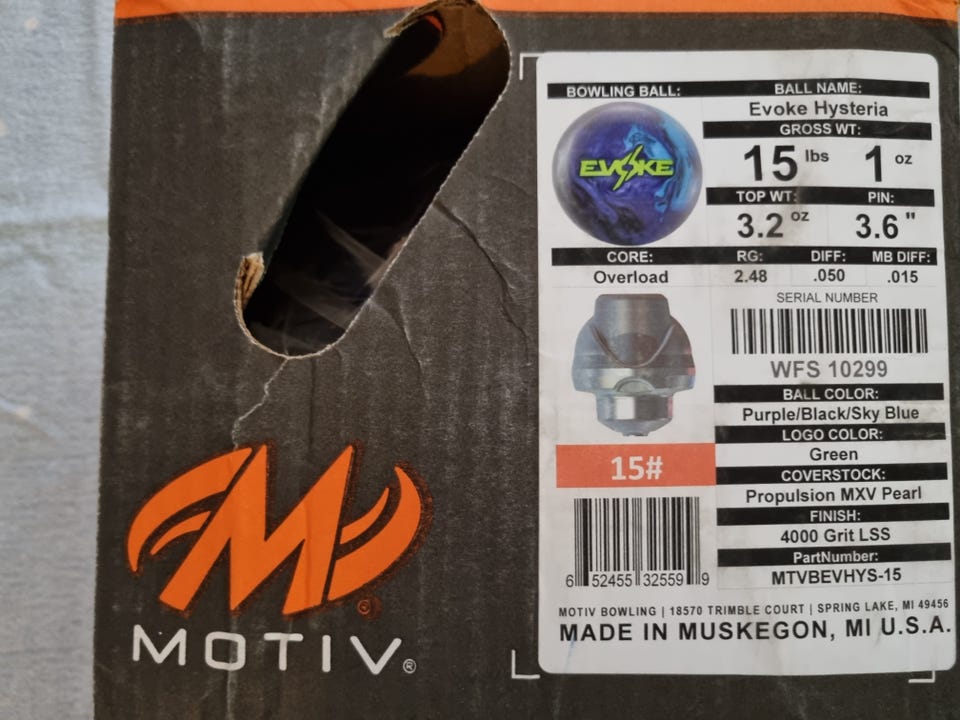 BOWLING BALL:
BALL NAME:
Evoke Hysteria
GROSS WT:
15 lbs 1 oz
TOP WT: PIN:
3.2 oz 3.6"
EVOKE
CORE: RG: DIFF: MB DIFF:
Overload 2.48 .050 .015
SERIAL NUMBER
WFS 10299
BALL COLOR:
Purple/Black/Sky Blue
LOGO COLOR:
Green
COVERSTOCK:
Propulsion MXV Pearl
FINISH:
4000 Grit LSS
PartNumber:
MTVBEVHYS-15
15#
6 52455 32559 9
MOTIV BOWLING | 18570 TRIMBLE COURT | SPRING LAKE, MI 49456
MADE IN MUSKEGON, MI U.S.A.
M ®
MOTIV®